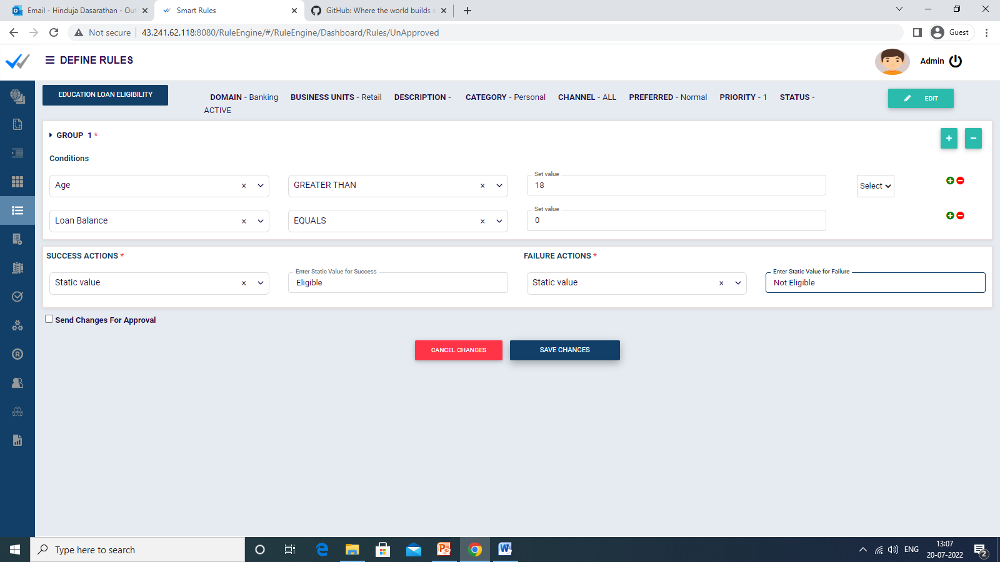 Email - Hinduja Dasarathan - Out
Smart Rules
GitHub: Where the world builds s
Not secure
43.241.62.118:8080/RuleEngine/#/RuleEngine/Dashboard/Rules/UnApproved
Guest
DEFINE RULES
Admin
EDUCATION LOAN ELIGIBILITY
DOMAIN - Banking BUSINESS UNITS - Retail DESCRIPTION - CATEGORY - Personal CHANNEL - ALL PREFERRED - Normal PRIORITY - 1 STATUS -
ACTIVE
EDIT
GROUP 1 *
Conditions
Set value
Age × GREATER THAN × 18 Select
Set value
Loan Balance × EQUALS × 0
SUCCESS ACTIONS * FAILURE ACTIONS *
Enter Static Value for Success Enter Static Value for Failure
Static value × Eligible Static value × Not Eligible
Send Changes For Approval
CANCEL CHANGES SAVE CHANGES
Type here to search
ENG
13:07
20-07-2022
2